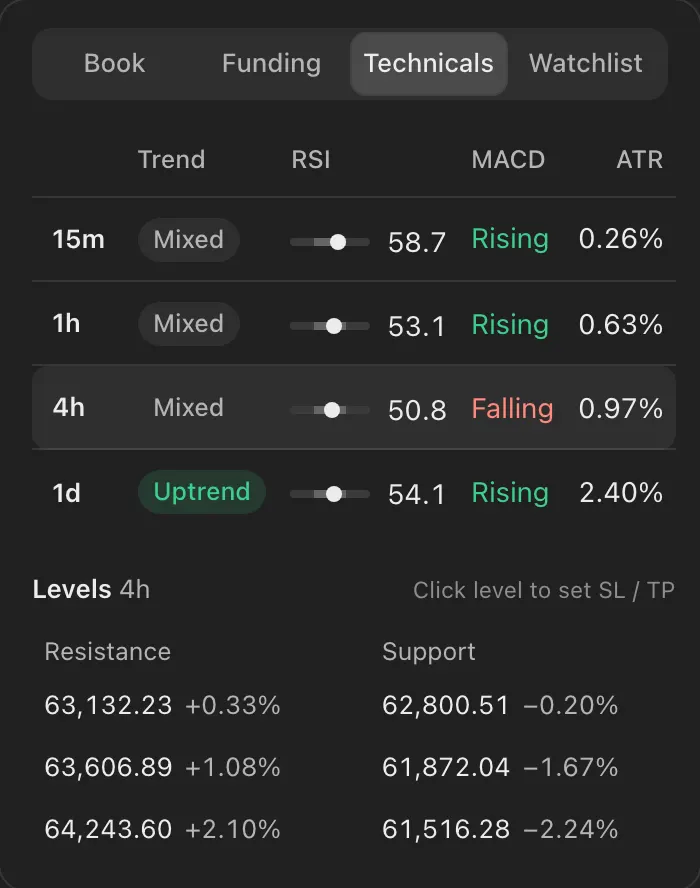 Book Funding Technicals Watchlist
Trend RSI MACD ATR
15m Mixed 58.7 Rising 0.26%
1h Mixed 53.1 Rising 0.63%
4h Mixed 50.8 Falling 0.97%
1d Uptrend 54.1 Rising 2.40%
Levels 4h Click level to set SL / TP
Resistance Support
63,132.23 +0.33% 62,800.51 −0.20%
63,606.89 +1.08% 61,872.04 −1.67%
64,243.60 +2.10% 61,516.28 −2.24%